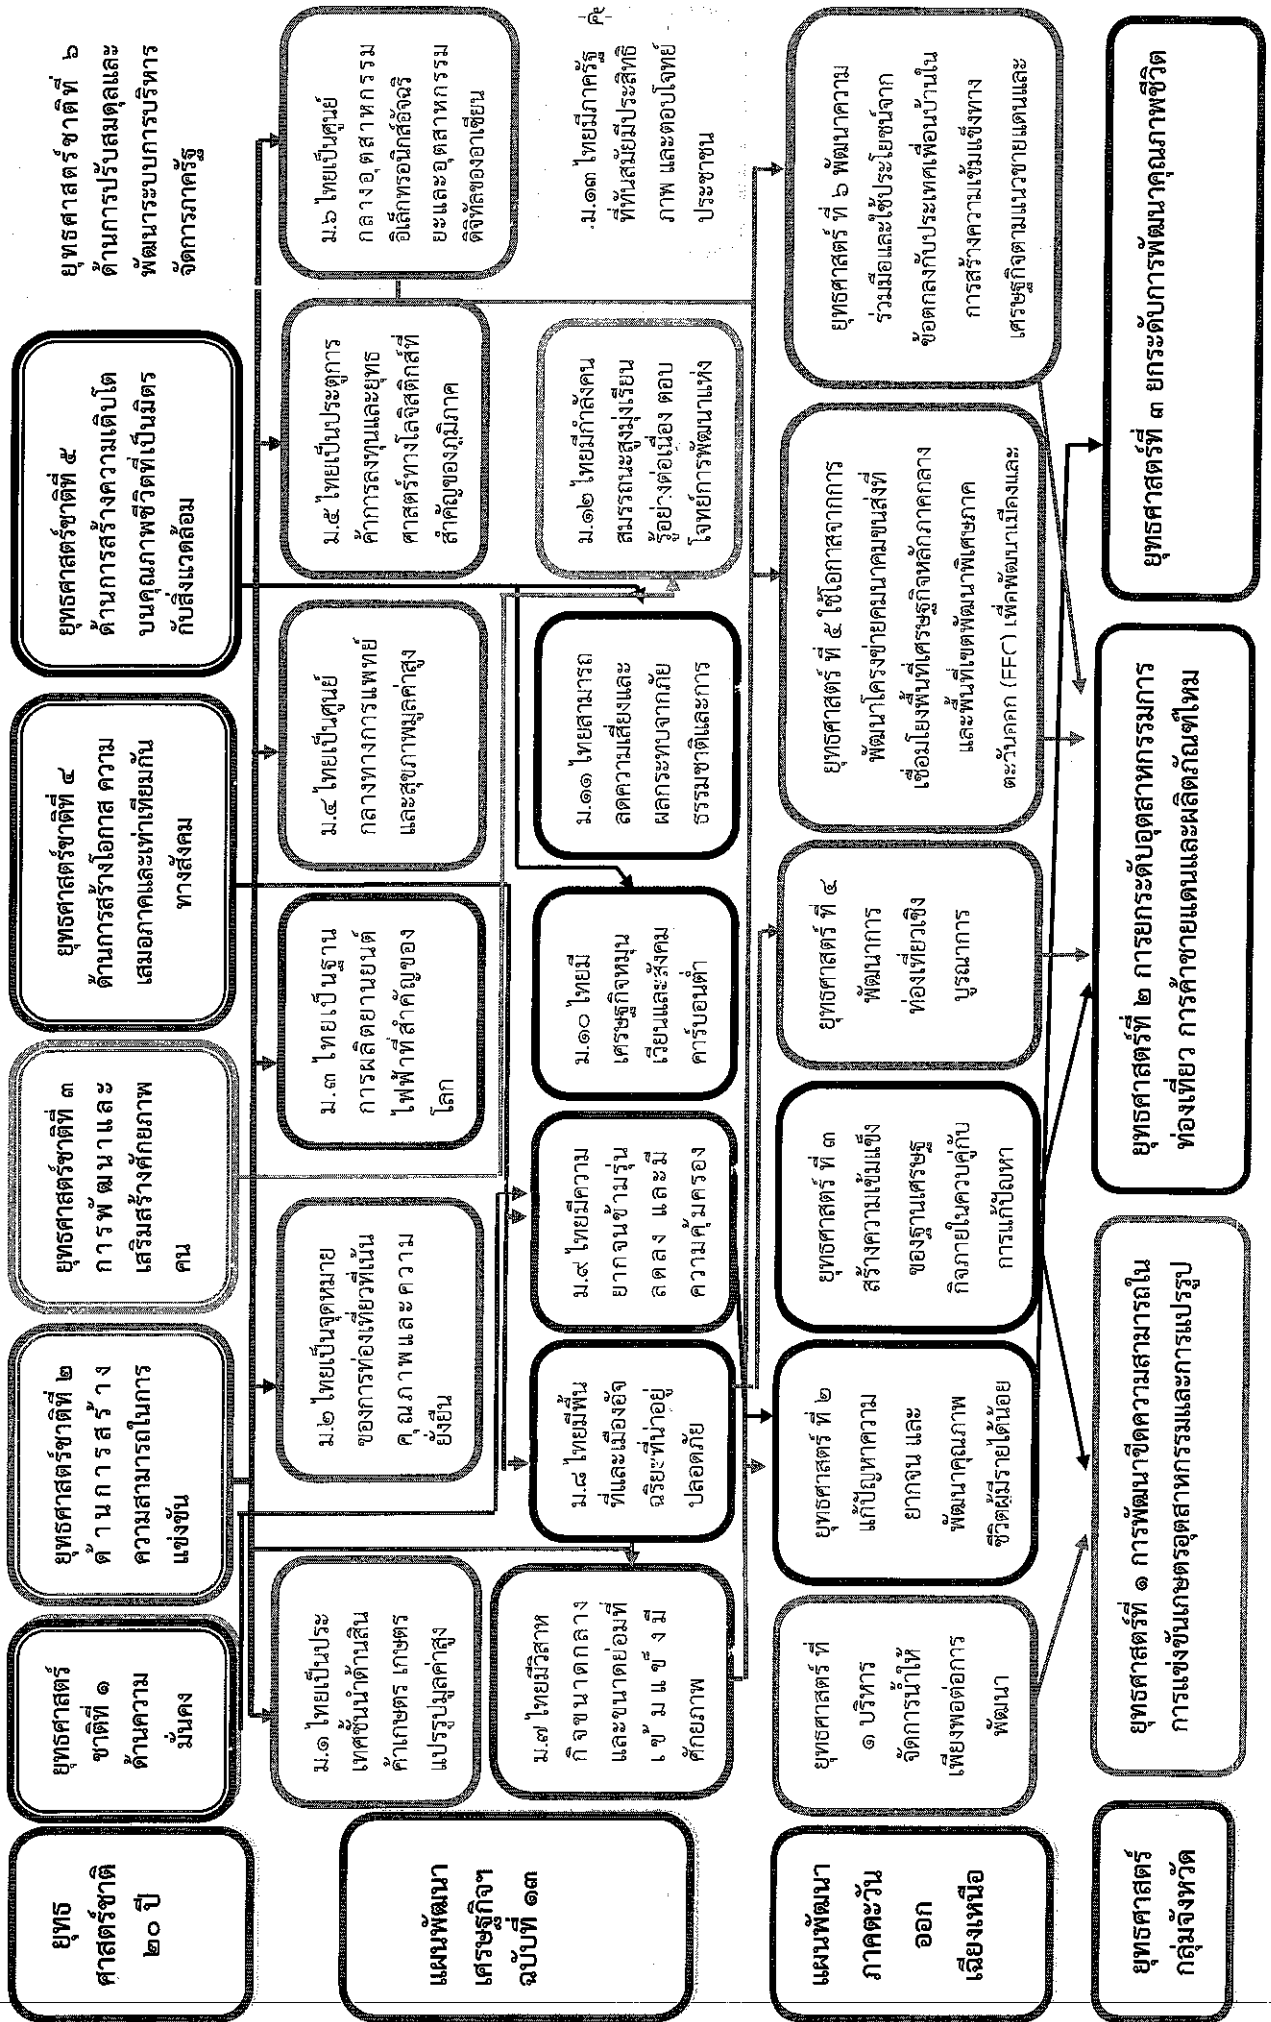 ยุทธ
ศาสตร์ชาติ
๒๐ ปี
ยุทธศาสตร์
ชาติที่ ๑
ด้านความ
มั่นคง
ยุทธศาสตร์ชาติที่ ๒
ด้านการสร้าง
ความสามารถในการ
แข่งขัน
ยุทธศาสตร์ชาติที่ ๓
การพัฒนาและ
เสริมสร้างศักยภาพ
คน
ยุทธศาสตร์ชาติที่ ๔
ด้านการสร้างโอกาส ความ
เสมอภาคและเท่าเทียมกัน
ทางสังคม
ยุทธศาสตร์ชาติที่ ๕
ด้านการสร้างความเติบโต
บนคุณภาพชีวิตที่เป็นมิตร
กับสิ่งแวดล้อม
ยุทธศาสตร์ชาติที่ ๖
ด้านการปรับสมดุลและ
พัฒนาระบบการบริหาร
จัดการภาครัฐ
แผนพัฒนา
เศรษฐกิจฯ
ฉบับที่ ๑๓
ม.๑ ไทยเป็นประ
เทศชั้นนำด้านสิน
ค้าเกษตร เกษตร
แปรรูปมูลค่าสูง
ม.๒ ไทยเป็นจุดหมาย
ของการท่องเที่ยวที่เน้น
คุณภาพและความ
ยั่งยืน
ม.๓ ไทยเป็นฐาน
การผลิตยานยนต์
ไฟฟ้าที่สำคัญของ
โลก
ม.๔ ไทยเป็นศูนย์
กลางทางการแพทย์
และสุขภาพมูลค่าสูง
ม.๕ ไทยเป็นประตูการ
ค้าการลงทุนและยุทธ
ศาสตร์ทางโลจิสติกส์ที่
สำคัญของภูมิภาค
ม.๖ ไทยเป็นศูนย์
กลางอุตสาหกรรม
อิเล็กทรอนิกส์อัจฉริ
ยะและอุตสาหกรรม
ดิจิทัลของอาเซียน
ม.๗ ไทยมีวิสาห
กิจขนาดกลาง
และขนาดย่อมที่
เข้มแข็งมี
ศักยภาพ
ม.๘ ไทยมีพื้น
ที่และเมืองอัจ
ฉริยะที่น่าอยู่
ปลอดภัย
ม.๙ ไทยมีความ
ยากจนข้ามรุ่น
ลดลง และมี
ความคุ้มครอง
ม.๑๐ ไทยมี
เศรษฐกิจหมุน
เวียนและสังคม
คาร์บอนต่ำ
ม.๑๑ ไทยสามารถ
ลดความเสี่ยงและ
ผลกระทบจากภัย
ธรรมชาติและการ
ม.๑๒ ไทยมีกำลังคน
สมรรถนะสูงมุ่งเรียน
รู้อย่างต่อเนื่อง ตอบ
โจทย์การพัฒนาแห่ง
ม.๑๓ ไทยมีภาครัฐ
ที่ทันสมัยมีประสิทธิ
ภาพ และตอบโจทย์
ประชาชน
แผนพัฒนา
ภาคตะวัน
ออก
เฉียงเหนือ
ยุทธศาสตร์ ที่
๑ บริหาร
จัดการน้ำให้
เพียงพอต่อการ
พัฒนา
ยุทธศาสตร์ ที่ ๒
แก้ปัญหาความ
ยากจน และ
พัฒนาคุณภาพ
ชีวิตผู้มีรายได้น้อย
ยุทธศาสตร์ ที่ ๓
สร้างความเข้มแข็ง
ของฐานเศรษฐ
กิจภายในควบคู่กับ
การแก้ปัญหา
ยุทธศาสตร์ ที่ ๔
พัฒนาการ
ท่องเที่ยวเชิง
บูรณาการ
ยุทธศาสตร์ ที่ ๕ ใช้โอกาสจากการ
พัฒนาโครงข่ายคมนาคมขนส่งที่
เชื่อมโยงพื้นที่เศรษฐกิจหลักภาคกลาง
และพื้นที่เขตพัฒนาพิเศษภาค
ตะวันออก (EEC) เพื่อพัฒนาเมืองและ
ยุทธศาสตร์ ที่ ๖ พัฒนาความ
ร่วมมือและใช้ประโยชน์จาก
ข้อตกลงกับประเทศเพื่อนบ้านใน
การสร้างความเข้มแข็งทาง
เศรษฐกิจตามแนวชายแดนและ
ยุทธศาสตร์
กลุ่มจังหวัด
ยุทธศาสตร์ที่ ๑ การพัฒนาขีดความสามารถใน
การแข่งขันเกษตรอุตสาหกรรมและการแปรรูป
ยุทธศาสตร์ที่ ๒ การยกระดับอุตสาหกรรมการ
ท่องเที่ยว การค้าชายแดนและผลิตภัณฑ์ไหม
ยุทธศาสตร์ที่ ๓ ยกระดับการพัฒนาคุณภาพชีวิต